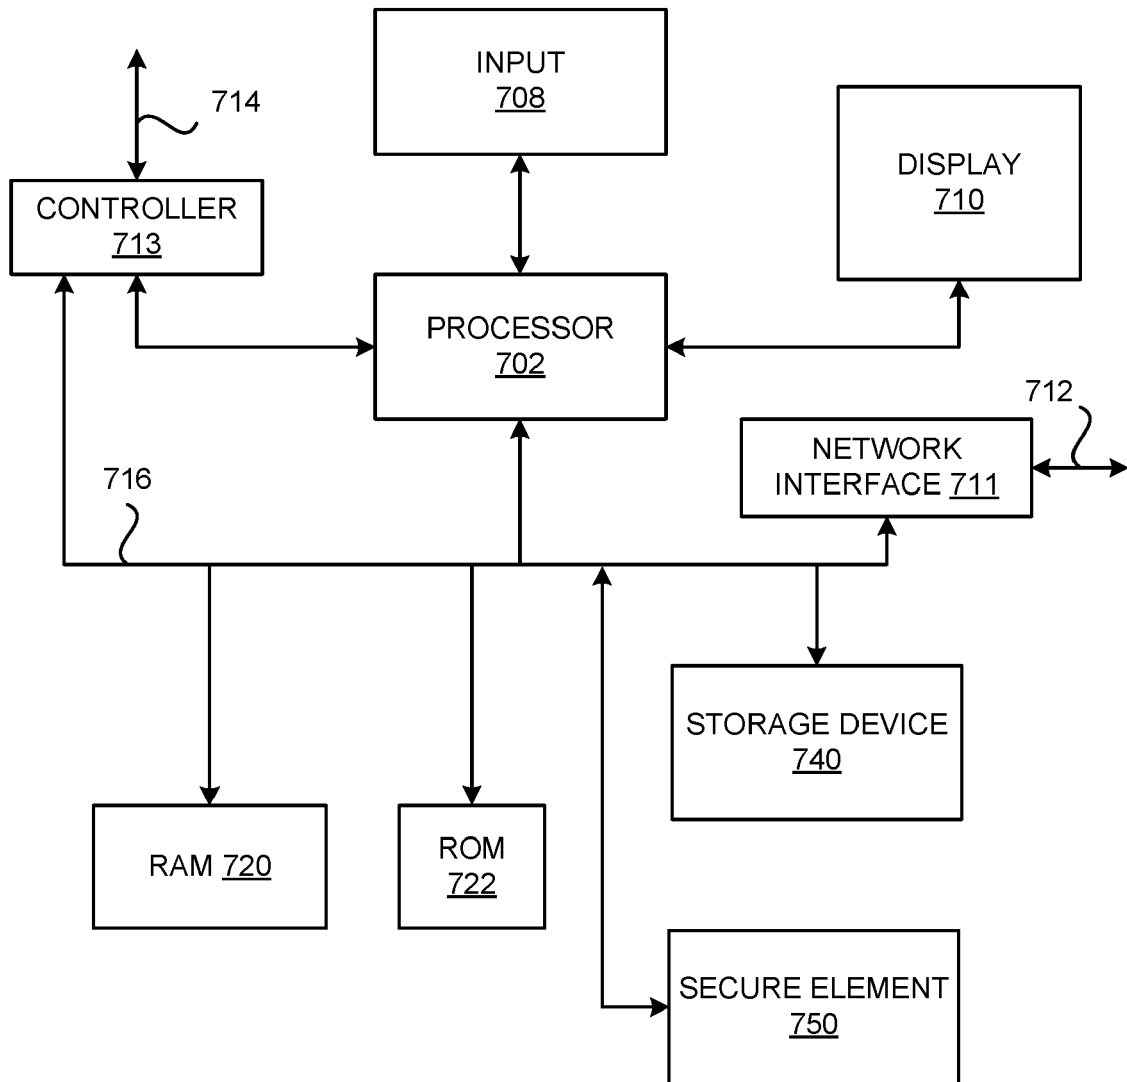 INPUT
708
714
DISPLAY
710
CONTROLLER
713
PROCESSOR
702
712
NETWORK
INTERFACE 711
716
STORAGE DEVICE
740
RAM 720
ROM
722
SECURE ELEMENT
750